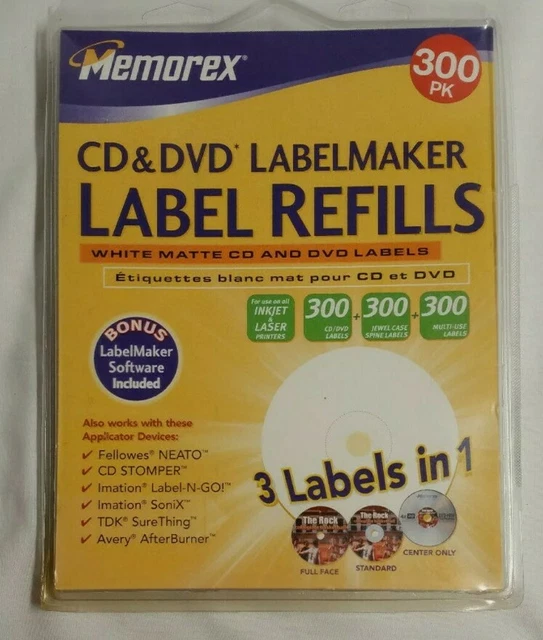 Memorex®
300
PK
CD & DVD* LABELMAKER
LABEL REFILLS
WHITE MATTE CD AND DVD LABELS
Étiquettes blanc mat pour CD et DVD
For use on all
INKJET
&
LASER
PRINTERS
300
CD/DVD
LABELS
+
300
JEWEL CASE
SPINE LABELS
+
300
MULTI-USE
LABELS
BONUS
LabelMaker
Software
Included
Also works with these
Applicator Devices:
✓ Fellowes® NEATO™
✓ CD STOMPER™
✓ Imation® Label-N-GO!™
✓ Imation® SoniX™
✓ TDK® SureThing™
✓ Avery® AfterBurner™
3 Labels in 1
The Rock
The Rock
FULL FACE
STANDARD
CENTER ONLY